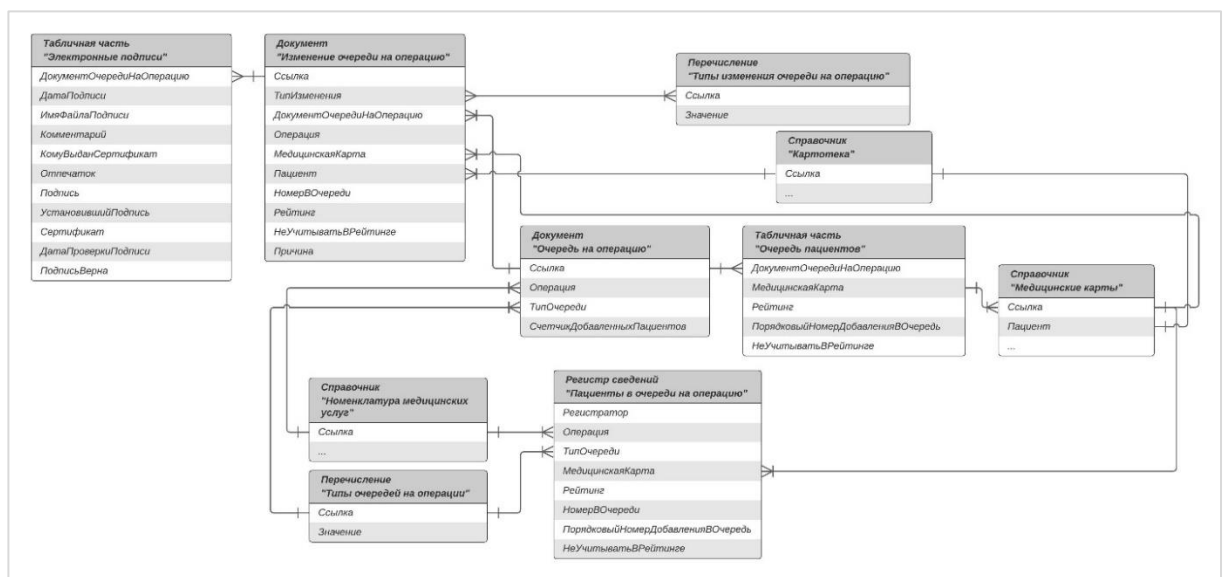 Табличная часть
"Электронные подписи"
ДокументОчередиНаОперацию
ДатаПодписи
ИмяФайлаПодписи
Комментарий
КомуВыданСертификат
Отпечаток
Подпись
УстановившийПодпись
Сертификат
ДатаПроверкиПодписи
ПодписьВерна
Документ
"Изменение очереди на операцию"
Ссылка
ТипИзменения
ДокументОчередиНаОперацию
Операция
МедицинскаяКарта
Пациент
НомерВОчереди
Рейтинг
НеУчитыватьВРейтинге
Причина
Перечисление
"Типы изменения очереди на операцию"
Ссылка
Значение
Справочник
"Картотека"
Ссылка
...
Документ
"Очередь на операцию"
Ссылка
Операция
ТипОчереди
СчетчикДобавленныхПациентов
Табличная часть
"Очередь пациентов"
ДокументОчередиНаОперацию
МедицинскаяКарта
Рейтинг
ПорядковыйНомерДобавленияВОчередь
НеУчитыватьВРейтинге
Справочник
"Медицинские карты"
Ссылка
Пациент
...
Справочник
"Номенклатура медицинских
услуг"
Ссылка
...
Перечисление
"Типы очередей на операции"
Ссылка
Значение
Регистр сведений
"Пациенты в очереди на операцию"
Регистратор
Операция
ТипОчереди
МедицинскаяКарта
Рейтинг
НомерВОчереди
ПорядковыйНомерДобавленияВОчередь
НеУчитыватьВРейтинге